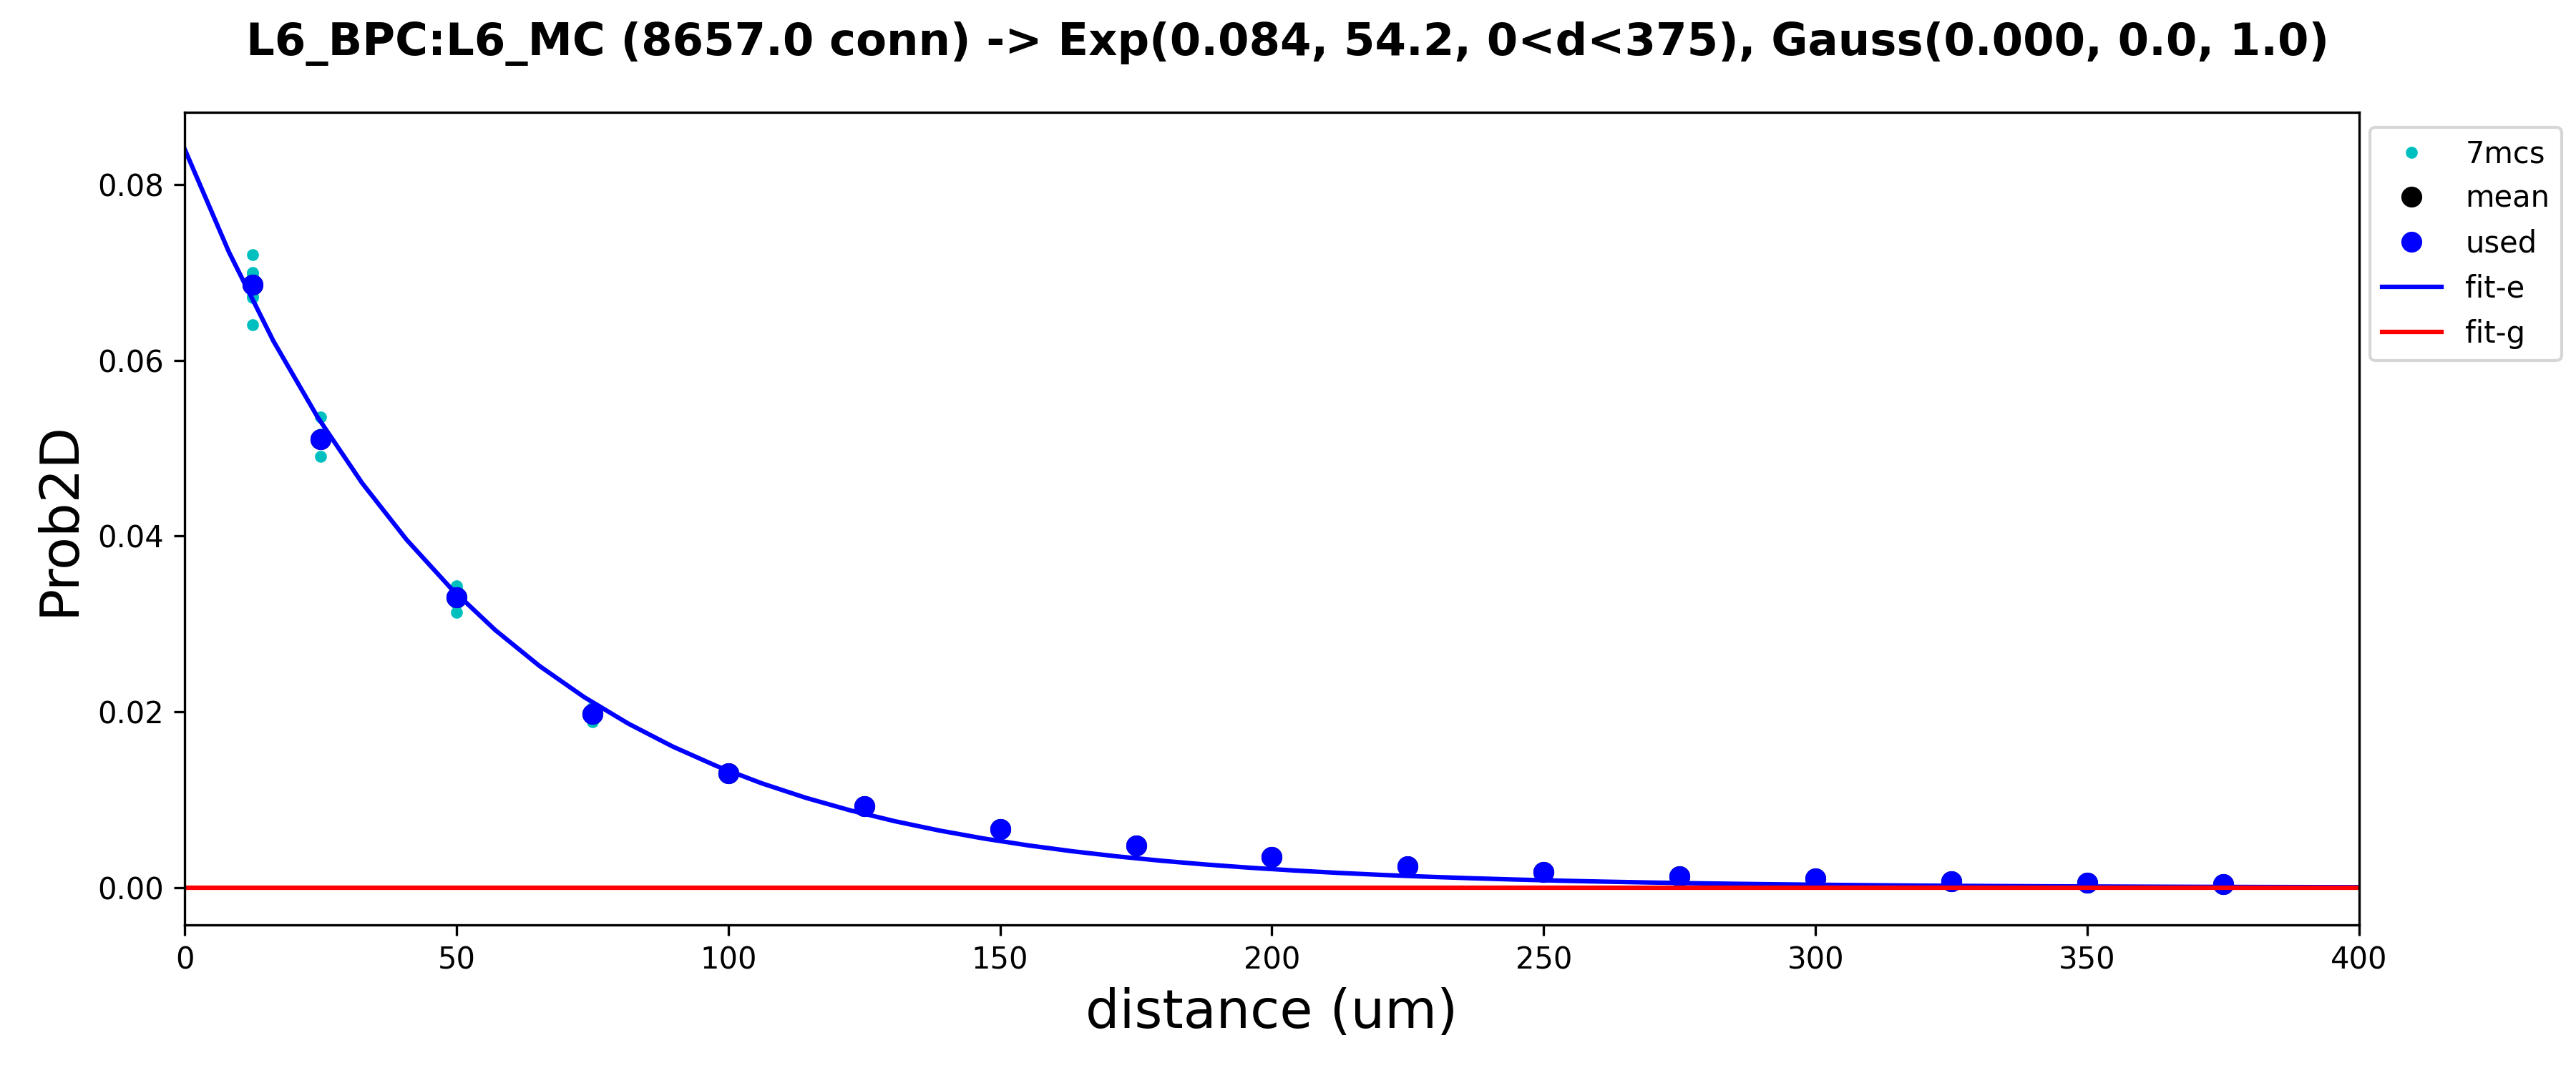 L6_BPC:L6_MC (8657.0 conn) -> Exp(0.084, 54.2, 0<d<375), Gauss(0.000, 0.0, 1.0)
7mcs
mean
used
fit-e
fit-g
Prob2D
0.08
0.06
0.04
0.02
0.00
0 50 100 150 200 250 300 350 400
distance (um)